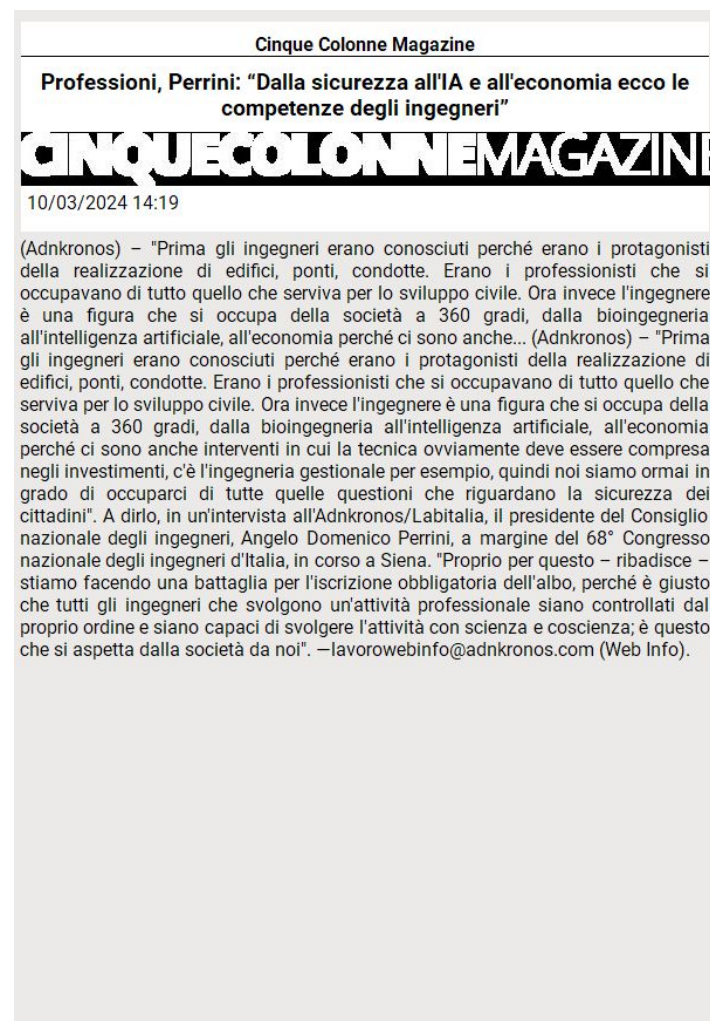 Cinque Colonne Magazine
Professioni, Perrini: “Dalla sicurezza all'IA e all'economia ecco le
competenze degli ingegneri”
CINQUECOLONNEMAGAZINE
10/03/2024 14:19
(Adnkronos) – "Prima gli ingegneri erano conosciuti perché erano i protagonisti
della realizzazione di edifici, ponti, condotte. Erano i professionisti che si
occupavano di tutto quello che serviva per lo sviluppo civile. Ora invece l'ingegnere
è una figura che si occupa della società a 360 gradi, dalla bioingegneria
all'intelligenza artificiale, all'economia perché ci sono anche... (Adnkronos) – "Prima
gli ingegneri erano conosciuti perché erano i protagonisti della realizzazione di
edifici, ponti, condotte. Erano i professionisti che si occupavano di tutto quello che
serviva per lo sviluppo civile. Ora invece l'ingegnere è una figura che si occupa della
società a 360 gradi, dalla bioingegneria all'intelligenza artificiale, all'economia
perché ci sono anche interventi in cui la tecnica ovviamente deve essere compresa
negli investimenti, c'è l'ingegneria gestionale per esempio, quindi noi siamo ormai in
grado di occuparci di tutte quelle questioni che riguardano la sicurezza dei
cittadini". A dirlo, in un'intervista all'Adnkronos/Labitalia, il presidente del Consiglio
nazionale degli ingegneri, Angelo Domenico Perrini, a margine del 68° Congresso
nazionale degli ingegneri d'Italia, in corso a Siena. "Proprio per questo – ribadisce –
stiamo facendo una battaglia per l'iscrizione obbligatoria dell'albo, perché è giusto
che tutti gli ingegneri che svolgono un'attività professionale siano controllati dal
proprio ordine e siano capaci di svolgere l'attività con scienza e coscienza; è questo
che si aspetta dalla società da noi". —lavorowebinfo@adnkronos.com (Web Info).